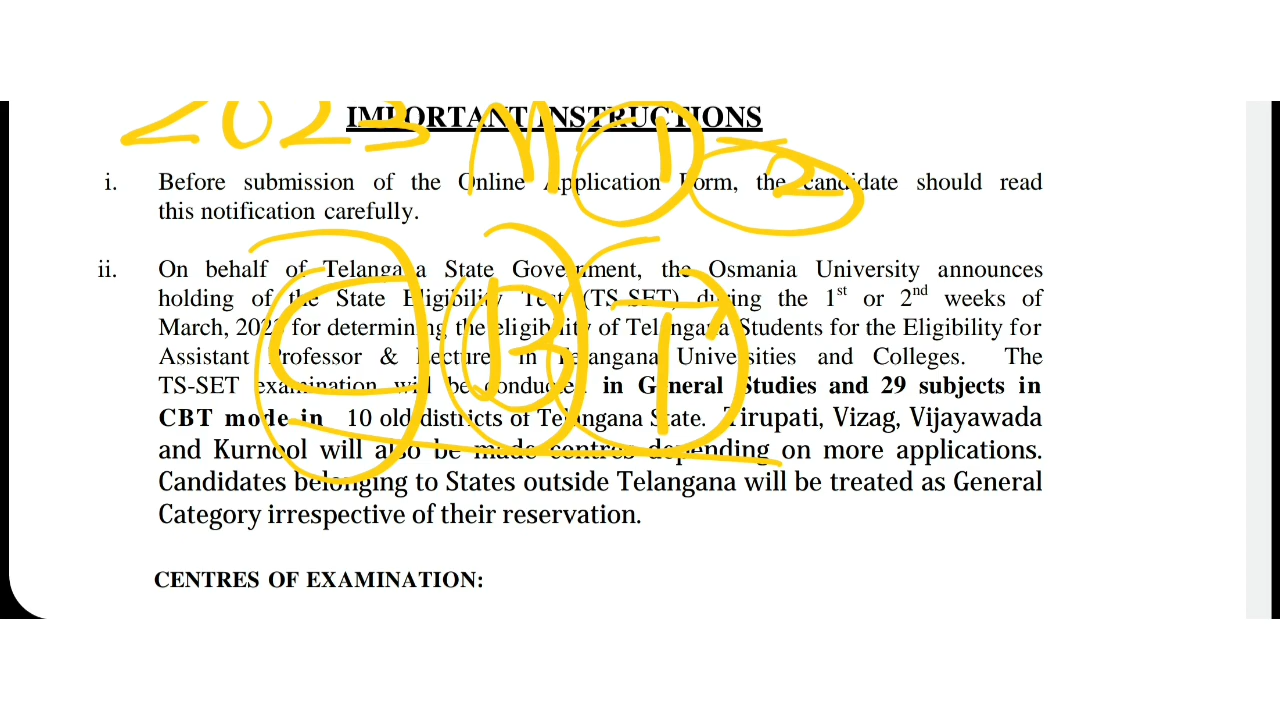 IMPORTANT INSTRUCTIONS
2023 M 1 2
i. Before submission of the Online Application Form, the candidate should read
this notification carefully.
ii. On behalf of Telangana State Government, the Osmania University announces
holding of the State Eligibility Test (TS-SET) during the 1st or 2nd weeks of
March, 2023 for determining the eligibility of Telangana Students for the Eligibility for
Assistant Professor & Lecturer in Telangana Universities and Colleges. The
TS-SET examination will be conducted in General Studies and 29 subjects in
CBT mode in 10 old districts of Telangana State. Tirupati, Vizag, Vijayawada
and Kurnool will also be made centres depending on more applications.
Candidates belonging to States outside Telangana will be treated as General
Category irrespective of their reservation.
CBT
CENTRES OF EXAMINATION: